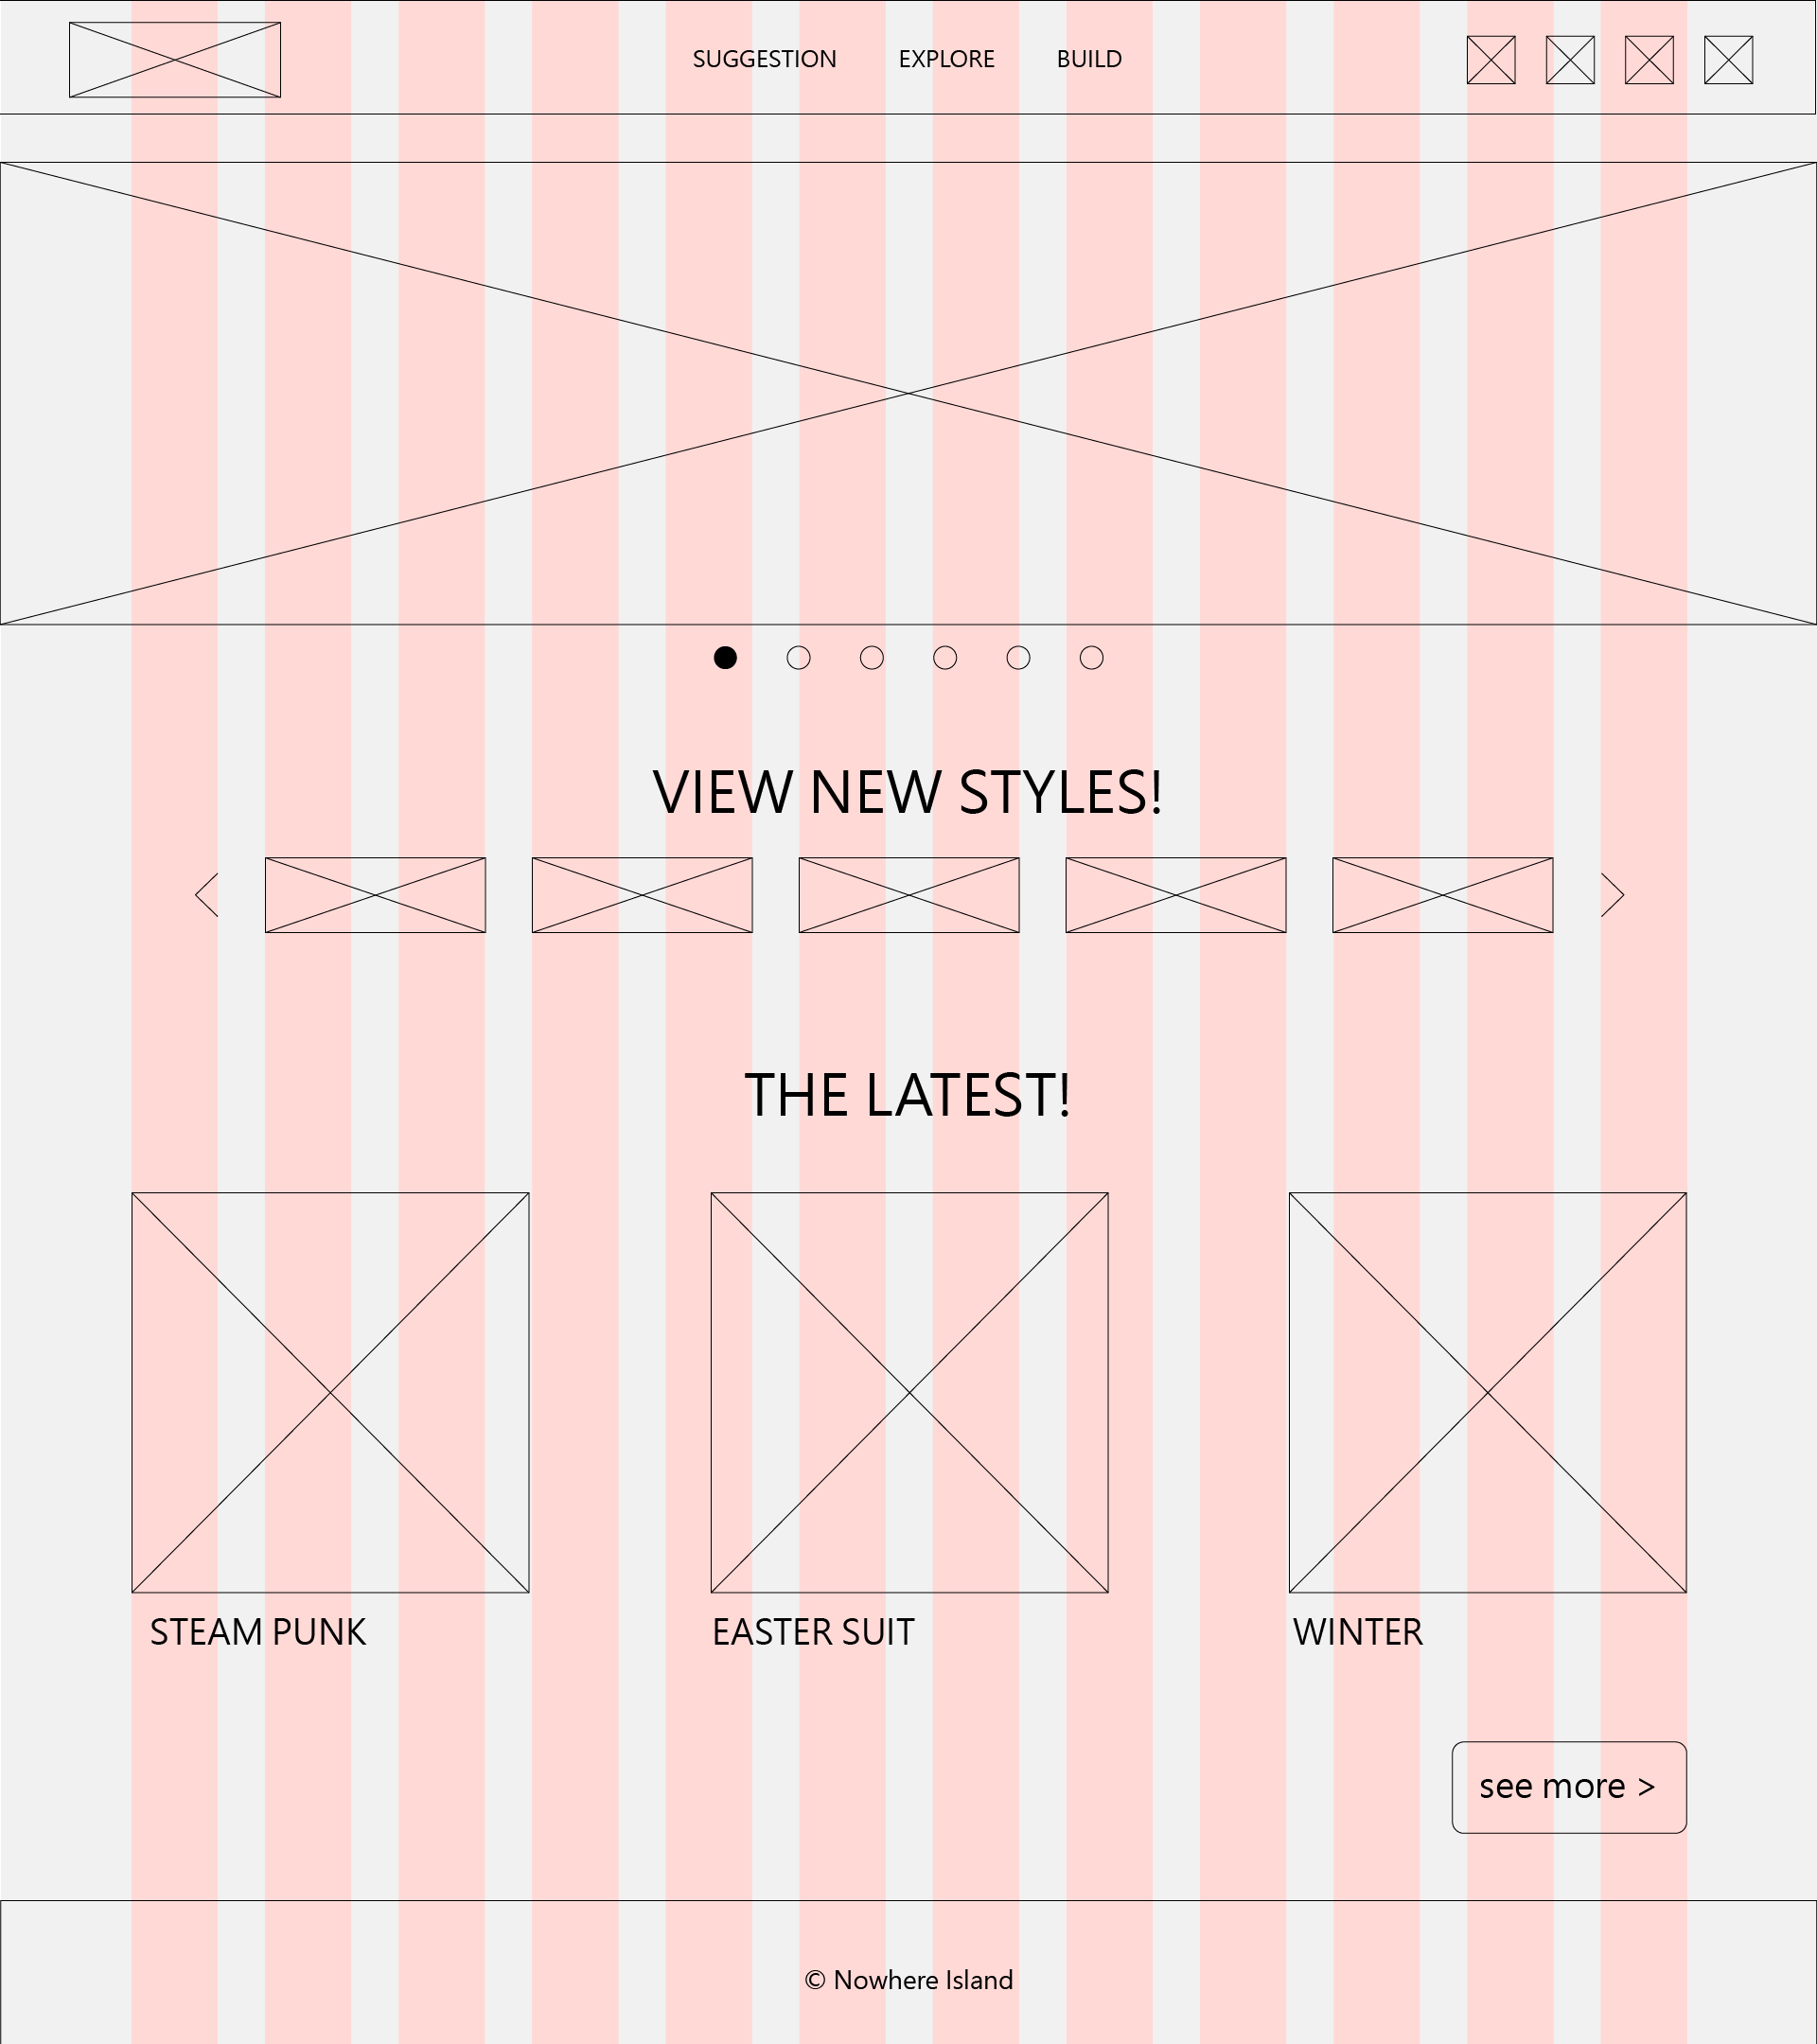 SUGGESTION EXPLORE BUILD
VIEW NEW STYLES!
THE LATEST!
STEAM PUNK EASTER SUIT WINTER
see more >
© Nowhere Island